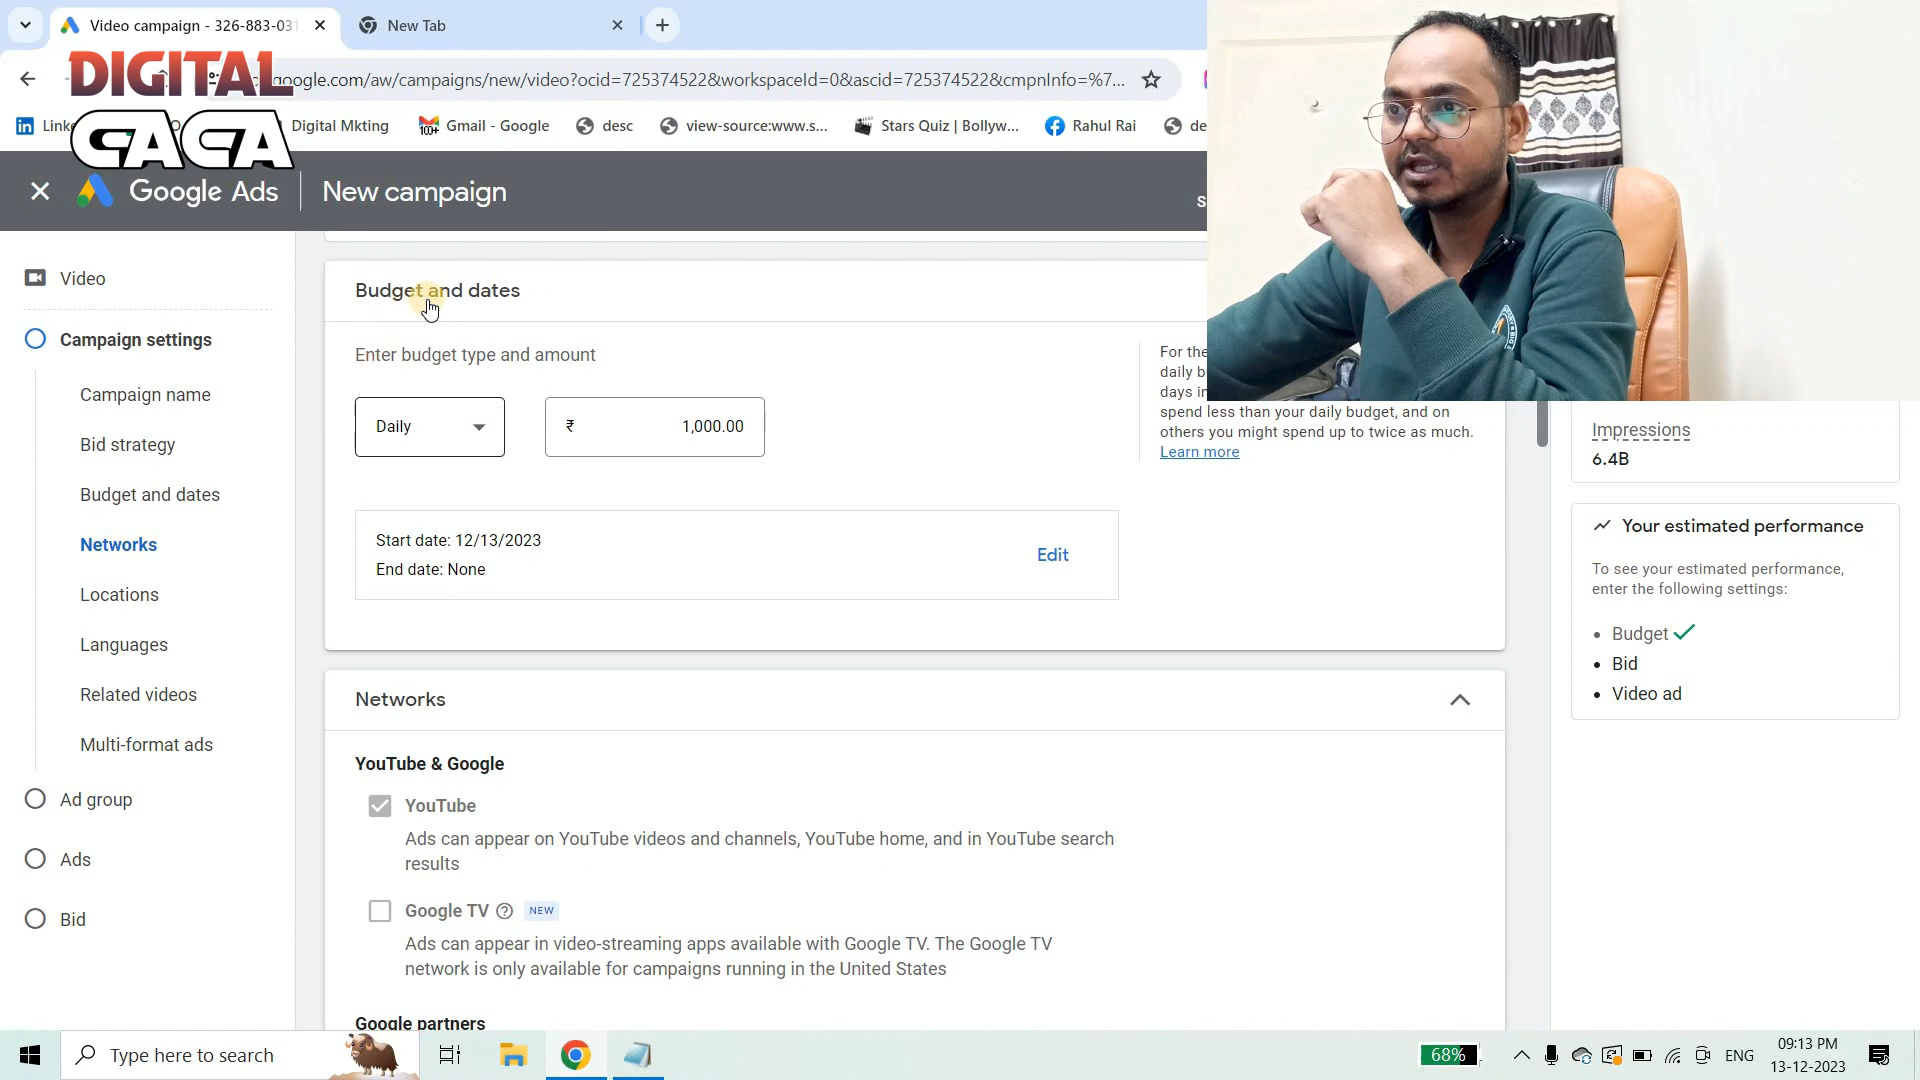 Video campaign - 326-883-031
New Tab
DIGITAL
CACA
google.com/aw/campaigns/new/video?ocid=725374522&workspaceId=0&ascid=725374522&cmpnInfo=%7...
Digital Mkting
Gmail - Google
desc
view-source:www.s...
Stars Quiz | Bollyw...
Rahul Rai
de
Google Ads
New campaign
Video
Campaign settings
Campaign name
Bid strategy
Budget and dates
Networks
Locations
Languages
Related videos
Multi-format ads
Ad group
Ads
Bid
Budget and dates
Enter budget type and amount
Daily
₹ 1,000.00
For the
daily b
days in
spend less than your daily budget, and on
others you might spend up to twice as much.
Learn more
Start date: 12/13/2023
End date: None
Edit
Networks
YouTube & Google
YouTube
Ads can appear on YouTube videos and channels, YouTube home, and in YouTube search
results
Google TV NEW
Ads can appear in video-streaming apps available with Google TV. The Google TV
network is only available for campaigns running in the United States
Google partners
Impressions
6.4B
Your estimated performance
To see your estimated performance,
enter the following settings:
• Budget
• Bid
• Video ad
Type here to search
68%
ENG
09:13 PM
13-12-2023